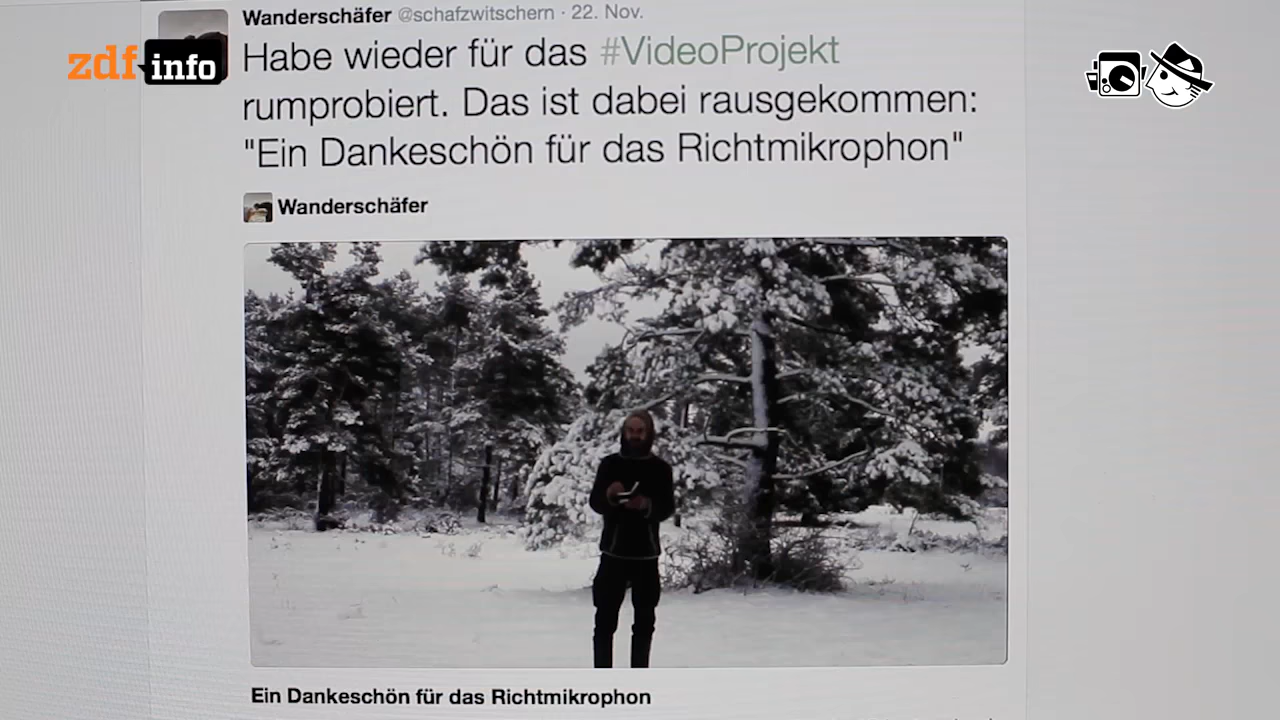 Wanderschäfer @schafzwitschern · 22. Nov.
zdf info
Habe wieder für das #VideoProjekt
rumprobiert. Das ist dabei rausgekommen:
"Ein Dankeschön für das Richtmikrophon"
Wanderschäfer
Ein Dankeschön für das Richtmikrophon